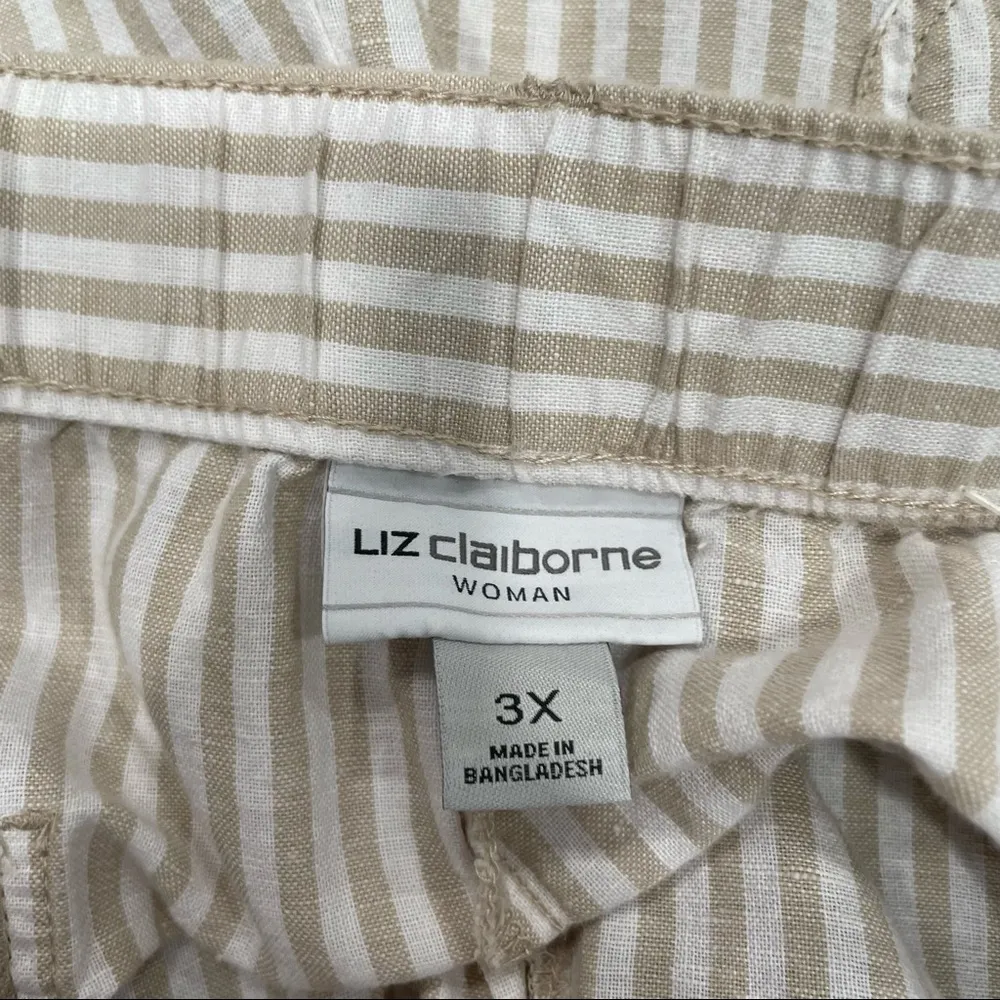 LIZ claiborne
WOMAN
3X
MADE IN
BANGLADESH